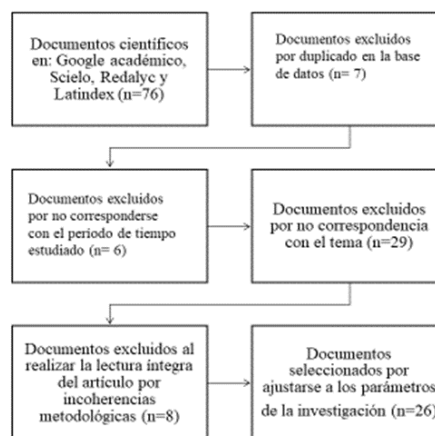 Documentos científicos
en: Google académico,
Scielo, Redalyc y
Latindex (n=76)
Documentos excluidos
por duplicado en la base
de datos (n= 7)
Documentos excluidos
por no corresponderse
con el período de tiempo
estudiado (n= 6)
Documentos excluidos
por no correspondencia
con el tema (n=29)
Documentos excluidos al
realizar la lectura íntegra
del artículo por
incoherencias
metodológicas (n=8)
Documentos
seleccionados por
ajustarse a los parámetros
de la investigación (n=26)